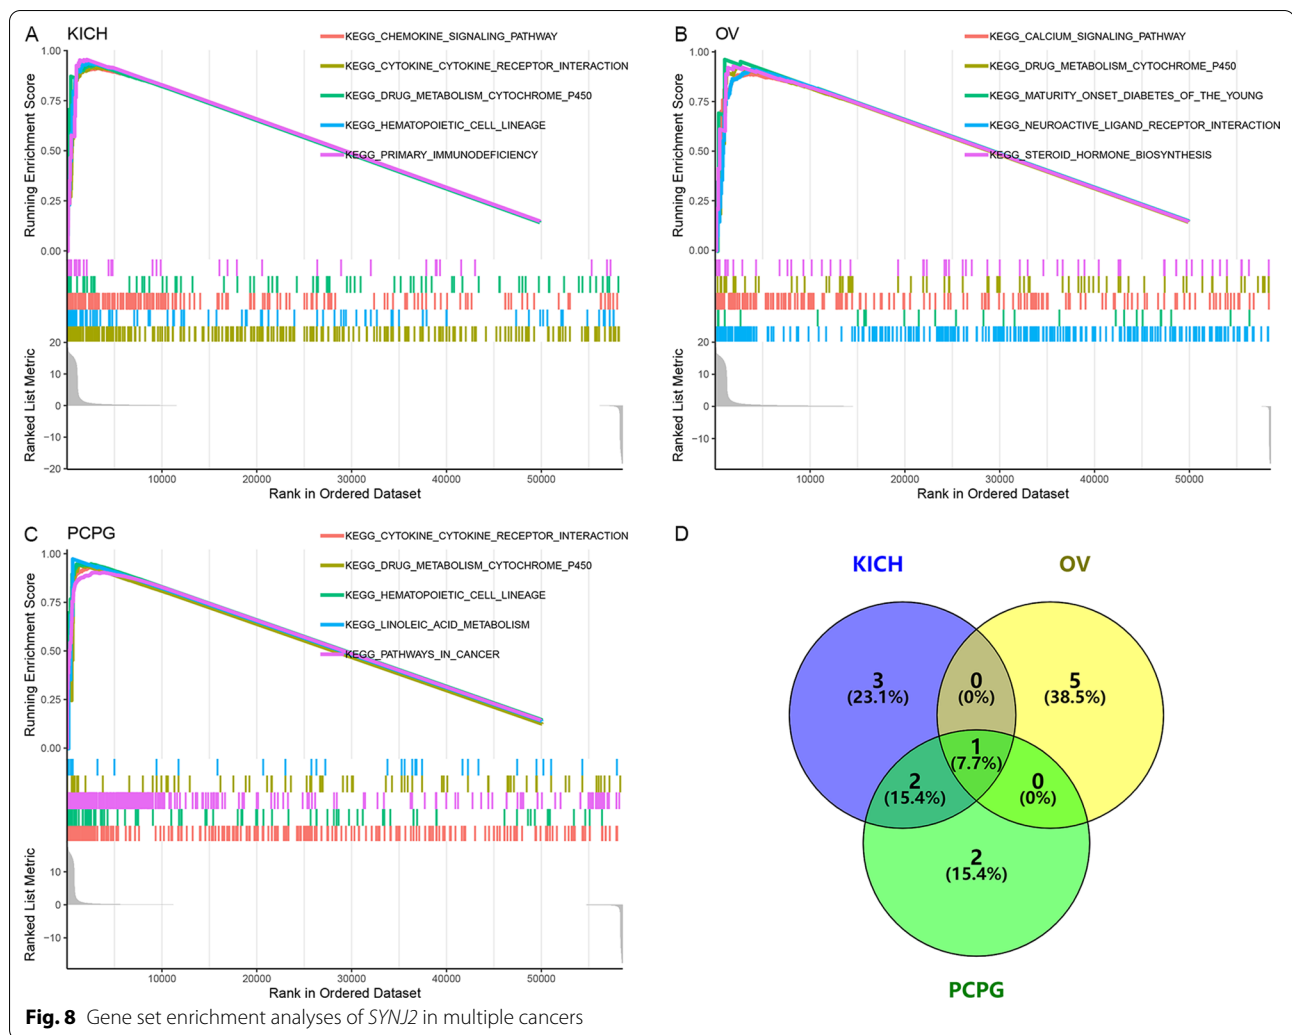 A KICH
KEGG_CHEMOKINE_SIGNALING_PATHWAY
KEGG_CYTOKINE_CYTOKINE_RECEPTOR_INTERACTION
KEGG_DRUG_METABOLISM_CYTOCHROME_P450
KEGG_HEMATOPOIETIC_CELL_LINEAGE
KEGG_PRIMARY_IMMUNODEFICIENCY
Running Enrichment Score
1.00
0.75
0.50
0.25
0.00
Ranked List Metric
20
10
0
−10
−20
10000 20000 30000 40000 50000
Rank in Ordered Dataset
B OV
KEGG_CALCIUM_SIGNALING_PATHWAY
KEGG_DRUG_METABOLISM_CYTOCHROME_P450
KEGG_MATURITY_ONSET_DIABETES_OF_THE_YOUNG
KEGG_NEUROACTIVE_LIGAND_RECEPTOR_INTERACTION
KEGG_STEROID_HORMONE_BIOSYNTHESIS
Running Enrichment Score
1.00
0.75
0.50
0.25
0.00
Ranked List Metric
20
10
0
−10
10000 20000 30000 40000 50000
Rank in Ordered Dataset
C PCPG
KEGG_CYTOKINE_CYTOKINE_RECEPTOR_INTERACTION
KEGG_DRUG_METABOLISM_CYTOCHROME_P450
KEGG_HEMATOPOIETIC_CELL_LINEAGE
KEGG_LINOLEIC_ACID_METABOLISM
KEGG_PATHWAYS_IN_CANCER
Running Enrichment Score
1.00
0.75
0.50
0.25
0.00
Ranked List Metric
10
0
−10
10000 20000 30000 40000 50000
Rank in Ordered Dataset
D
KICH OV
3 0 5
(23.1%) (0%) (38.5%)
1
(7.7%)
2 0
(15.4%) (0%)
2
(15.4%)
PCPG
Fig. 8 Gene set enrichment analyses of SYNJ2 in multiple cancers